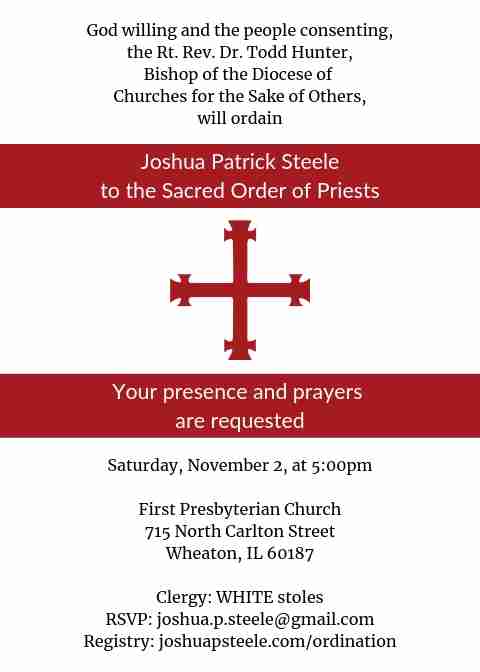 God willing and the people consenting,
the Rt. Rev. Dr. Todd Hunter,
Bishop of the Diocese of
Churches for the Sake of Others,
will ordain
Joshua Patrick Steele
to the Sacred Order of Priests
Your presence and prayers
are requested
Saturday, November 2, at 5:00pm
First Presbyterian Church
715 North Carlton Street
Wheaton, IL 60187
Clergy: WHITE stoles
RSVP: joshua.p.steele@gmail.com
Registry: joshuapsteele.com/ordination